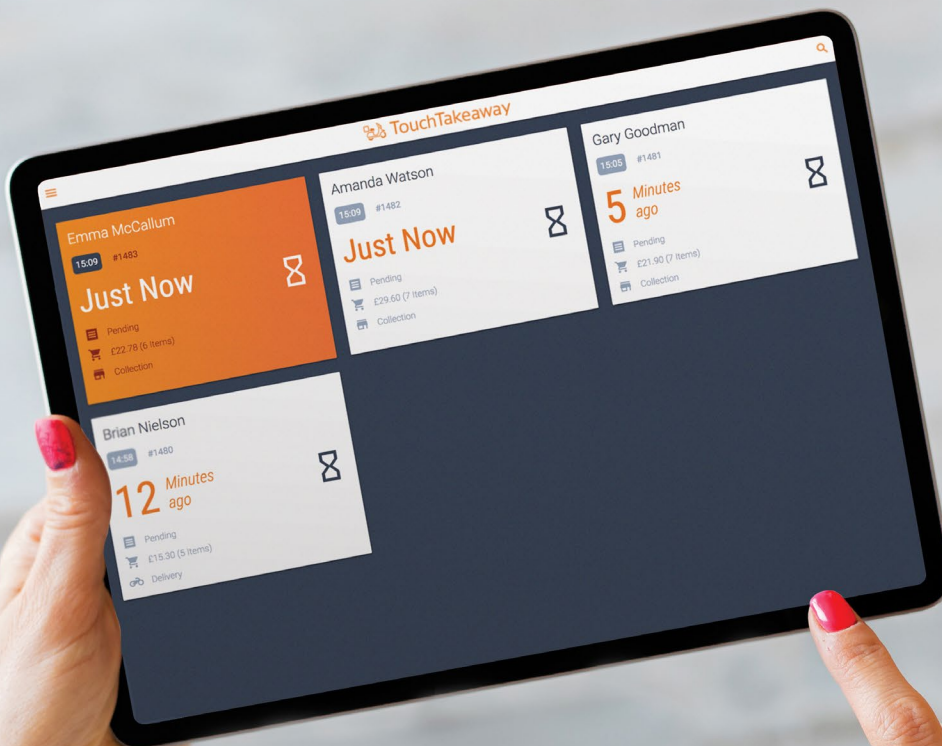 TouchTakeaway
Emma McCallum
15:09 #1483
Just Now
Pending
£22.78 (6 Items)
Collection
Amanda Watson
15:09 #1482
Just Now
Pending
£29.60 (7 Items)
Collection
Gary Goodman
15:05 #1481
5 Minutes
ago
Pending
£21.90 (7 Items)
Collection
Brian Nielson
14:58 #1480
12 Minutes
ago
Pending
£15.30 (5 Items)
Delivery